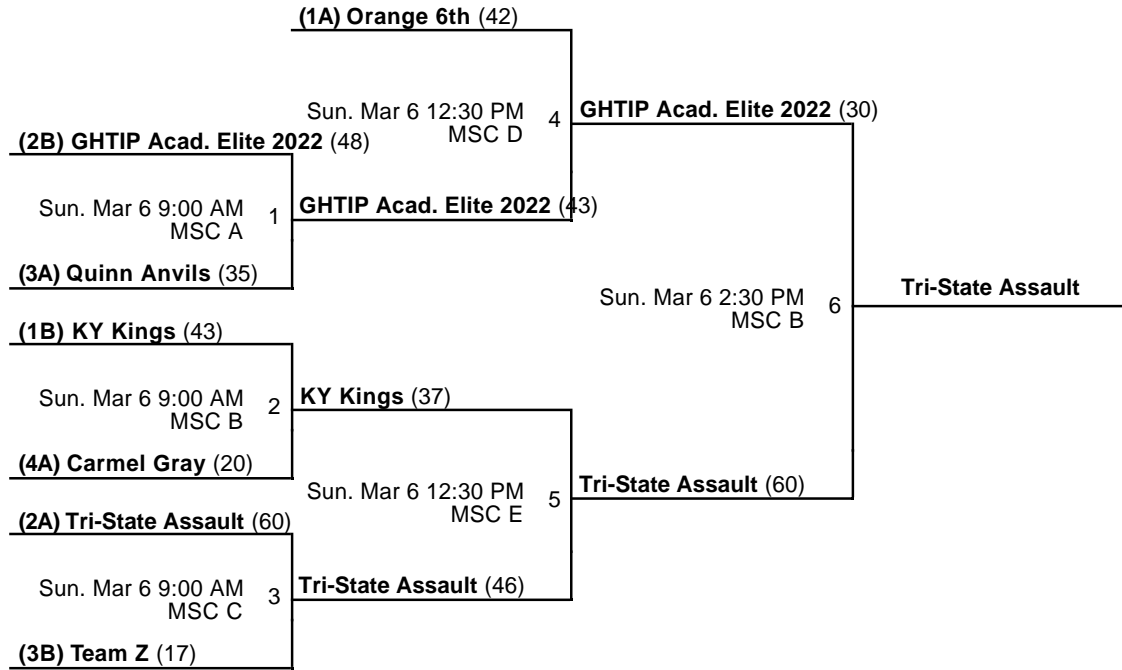 (1A) Orange 6th (42)
Sun. Mar 6 12:30 PM
MSC D
4
GHTIP Acad. Elite 2022 (30)
(2B) GHTIP Acad. Elite 2022 (48)
Sun. Mar 6 9:00 AM
MSC A
1
GHTIP Acad. Elite 2022 (43)
(3A) Quinn Anvils (35)
Sun. Mar 6 2:30 PM
MSC B
6
Tri-State Assault
(1B) KY Kings (43)
Sun. Mar 6 9:00 AM
MSC B
2
KY Kings (37)
(4A) Carmel Gray (20)
Sun. Mar 6 12:30 PM
MSC E
5
Tri-State Assault (60)
(2A) Tri-State Assault (60)
Sun. Mar 6 9:00 AM
MSC C
3
Tri-State Assault (46)
(3B) Team Z (17)